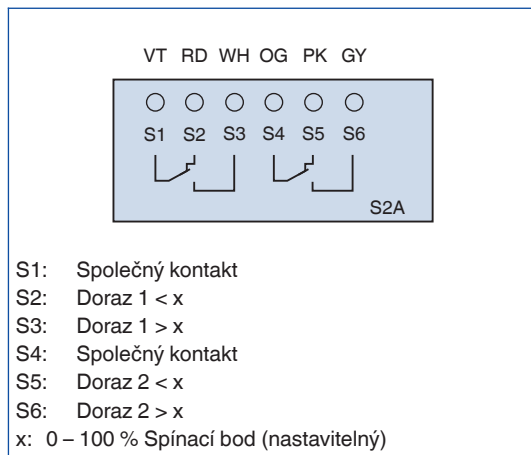 VT RD WH OG PK GY
S1 S2 S3 S4 S5 S6
S2A
S1: Společný kontakt
S2: Doraz 1 < x
S3: Doraz 1 > x
S4: Společný kontakt
S5: Doraz 2 < x
S6: Doraz 2 > x
x: 0 – 100 % Spínací bod (nastavitelný)